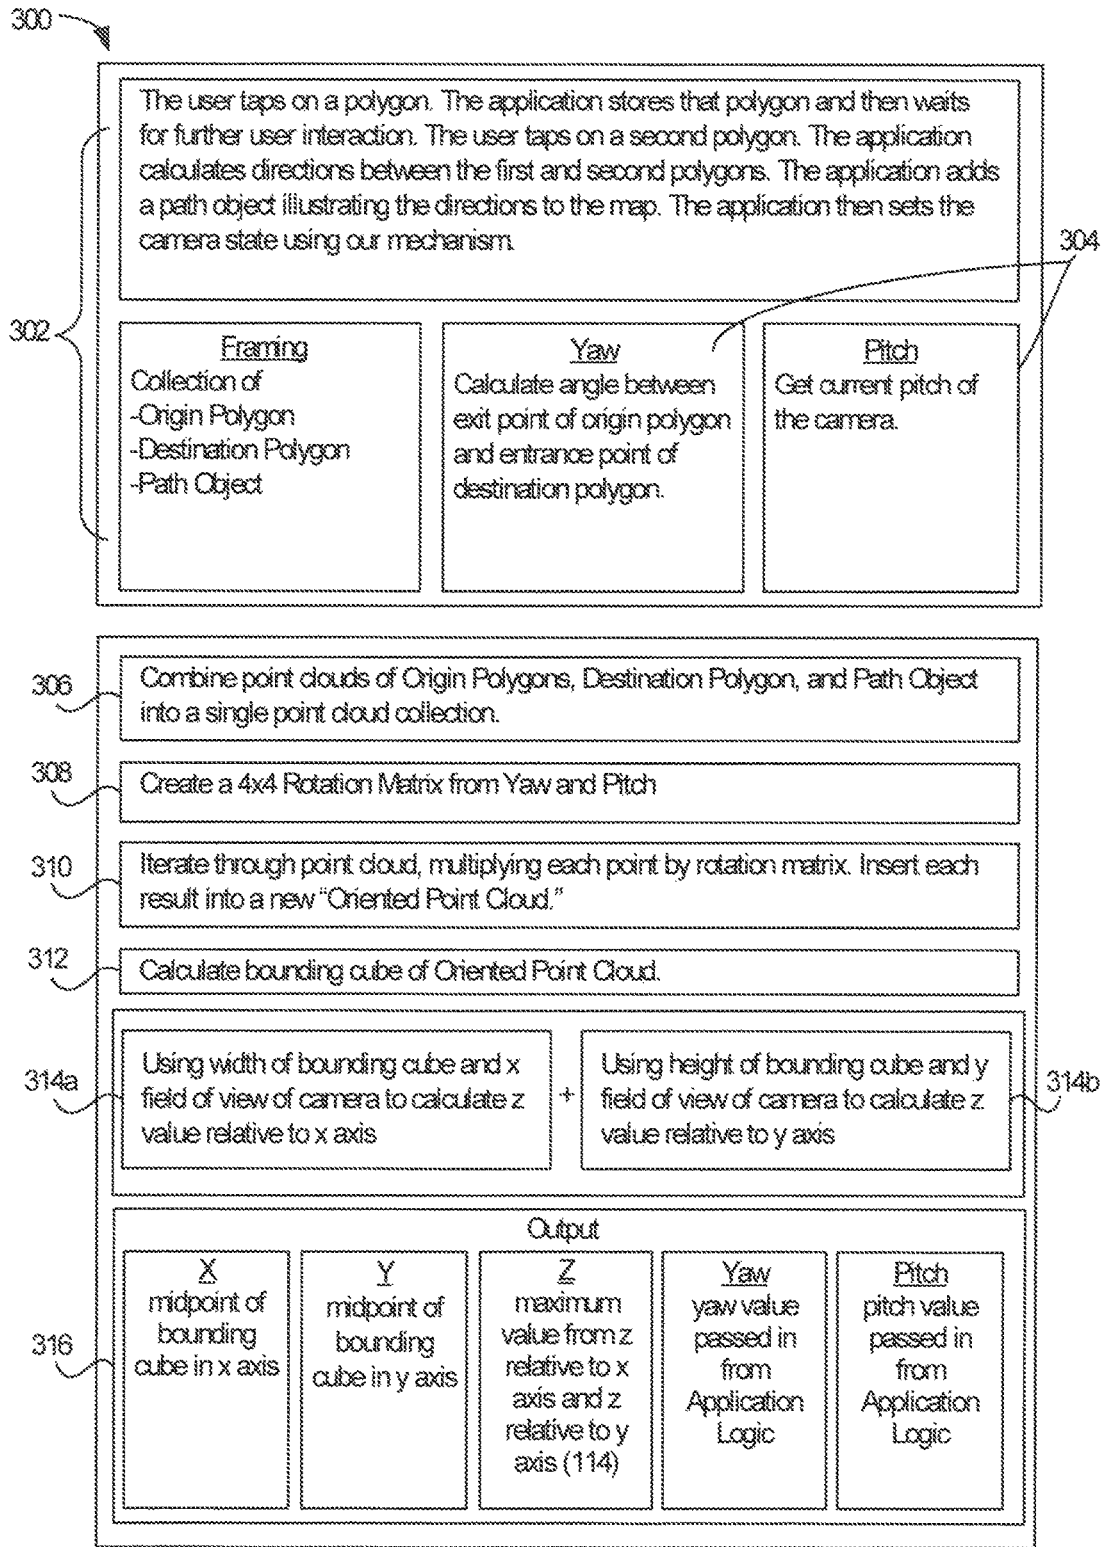 300
The user taps on a polygon. The application stores that polygon and then waits
for further user interaction. The user taps on a second polygon. The application
calculates directions between the first and second polygons. The application adds
a path object illustrating the directions to the map. The application then sets the
camera state using our mechanism.
304
302
Framing
Collection of
-Origin Polygon
-Destination Polygon
-Path Object
Yaw
Calculate angle between
exit point of origin polygon
and entrance point of
destination polygon.
Pitch
Get current pitch of
the camera.
306
Combine point clouds of Origin Polygons, Destination Polygon, and Path Object
into a single point cloud collection.
308
Create a 4x4 Rotation Matrix from Yaw and Pitch
310
Iterate through point cloud, multiplying each point by rotation matrix. Insert each
result into a new “Oriented Point Cloud.”
312
Calculate bounding cube of Oriented Point Cloud.
314a
Using width of bounding cube and x
field of view of camera to calculate z
value relative to x axis
+
Using height of bounding cube and y
field of view of camera to calculate z
value relative to y axis
314b
Output
316
X
midpoint of
bounding
cube in x axis
Y
midpoint of
bounding
cube in y axis
Z
maximum
value from z
relative to x
axis and z
relative to y
axis (114)
Yaw
yaw value
passed in
from
Application
Logic
Pitch
pitch value
passed in
from
Application
Logic